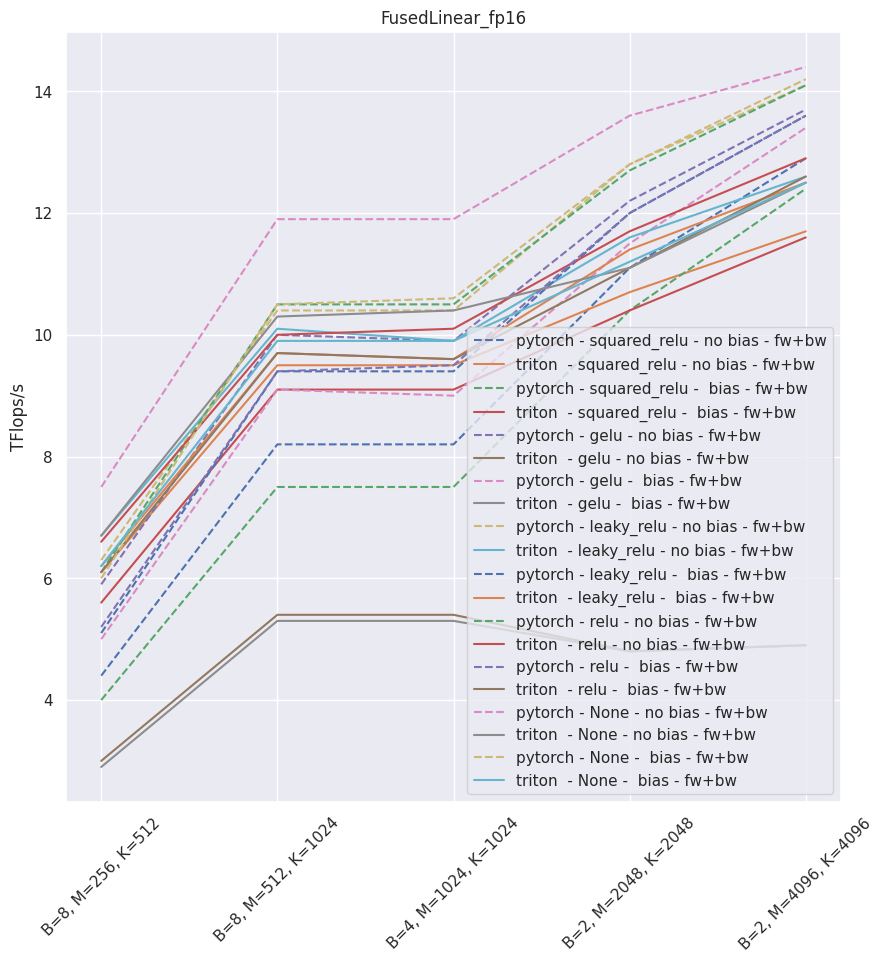 FusedLinear_fp16
TFlops/s
14
12
10
8
6
4
pytorch - squared_relu - no bias - fw+bw
triton  - squared_relu - no bias - fw+bw
pytorch - squared_relu -  bias - fw+bw
triton  - squared_relu -  bias - fw+bw
pytorch - gelu - no bias - fw+bw
triton  - gelu - no bias - fw+bw
pytorch - gelu -  bias - fw+bw
triton  - gelu -  bias - fw+bw
pytorch - leaky_relu - no bias - fw+bw
triton  - leaky_relu - no bias - fw+bw
pytorch - leaky_relu -  bias - fw+bw
triton  - leaky_relu -  bias - fw+bw
pytorch - relu - no bias - fw+bw
triton  - relu - no bias - fw+bw
pytorch - relu -  bias - fw+bw
triton  - relu -  bias - fw+bw
pytorch - None - no bias - fw+bw
triton  - None - no bias - fw+bw
pytorch - None -  bias - fw+bw
triton  - None -  bias - fw+bw
B=8, M=256, K=512
B=8, M=512, K=1024
B=4, M=1024, K=1024
B=2, M=2048, K=2048
B=2, M=4096, K=4096